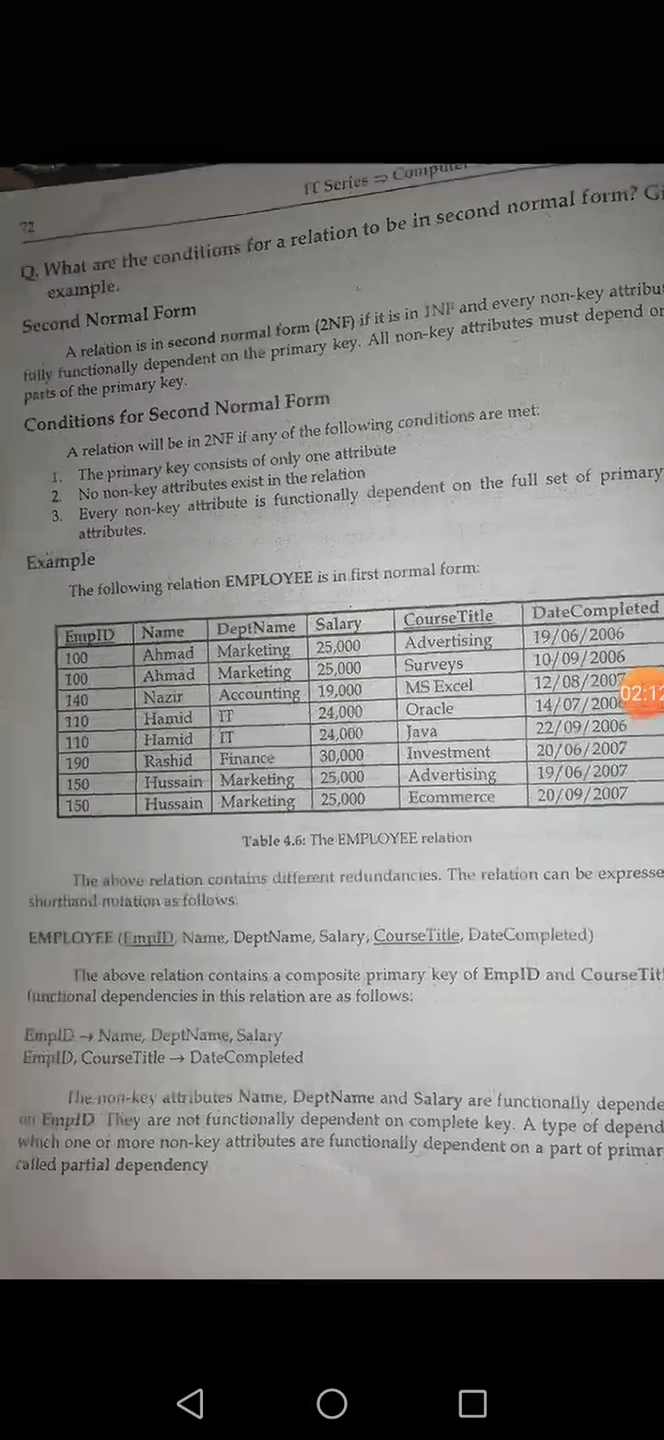 IT Series ⇒ Computer
72
Q. What are the conditions for a relation to be in second normal form? Gi
example.
Second Normal Form
A relation is in second normal form (2NF) if it is in 1NF and every non-key attribu
fully functionally dependent on the primary key. All non-key attributes must depend on
parts of the primary key.
Conditions for Second Normal Form
A relation will be in 2NF if any of the following conditions are met:
1. The primary key consists of only one attribute
2. No non-key attributes exist in the relation
3. Every non-key attribute is functionally dependent on the full set of primary
attributes.
Example
The following relation EMPLOYEE is in first normal form:
EmpID Name DeptName Salary CourseTitle DateCompleted
100 Ahmad Marketing 25,000 Advertising 19/06/2006
100 Ahmad Marketing 25,000 Surveys 10/09/2006
140 Nazir Accounting 19,000 MS Excel 12/08/2007
110 Hamid IT 24,000 Oracle 14/07/200
110 Hamid IT 24,000 Java 22/09/2006
190 Rashid Finance 30,000 Investment 20/06/2007
150 Hussain Marketing 25,000 Advertising 19/06/2007
150 Hussain Marketing 25,000 Ecommerce 20/09/2007
02:12
Table 4.6: The EMPLOYEE relation
The above relation contains different redundancies. The relation can be expresse
shorthand notation as follows:
EMPLOYEE (EmpID, Name, DeptName, Salary, CourseTitle, DateCompleted)
The above relation contains a composite primary key of EmpID and CourseTitl
functional dependencies in this relation are as follows:
EmpID → Name, DeptName, Salary
EmpID, CourseTitle → DateCompleted
The non-key attributes Name, DeptName and Salary are functionally depende
on EmpID They are not functionally dependent on complete key. A type of depend
which one or more non-key attributes are functionally dependent on a part of primar
called partial dependency